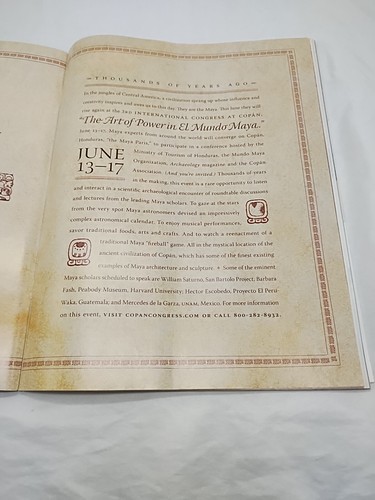 THOUSANDS OF YEARS AGO
In the jungles of Central America, a civilization sprang up whose influence and
creativity inspires and awes us to this day. They are the Maya. This June they will
rise again at the 2ND INTERNATIONAL CONGRESS AT COPÁN,
"The Art of Power in El Mundo Maya."
June 13-17, Maya experts from around the world will converge on Copán,
Honduras, "the Maya Paris," to participate in a conference hosted by the
JUNE
13–17
Ministry of Tourism of Honduras, the Mundo Maya
Organization, Archaeology magazine and the Copán
Association. (And you're invited.) Thousands of years
in the making, this event is a rare opportunity to listen
and interact in a scientific archaeological encounter of roundtable discussions
and lectures from the leading Maya scholars. To gaze at the stars
from the very spot Maya astronomers devised an impressively
complex astronomical calendar. To enjoy musical performances,
savor traditional foods, arts and crafts. And to watch a reenactment of a
traditional Maya "fireball" game. All in the mystical location of the
ancient civilization of Copán, which has some of the finest existing
examples of Maya architecture and sculpture. Some of the eminent
Maya scholars scheduled to speak are William Saturno, San Bartolo Project; Barbara
Fash, Peabody Museum, Harvard University; Hector Escobedo, Proyecto El Perú-
Waka, Guatemala; and Mercedes de la Garza, UNAM, Mexico. For more information
on this event, VISIT COPANCONGRESS.COM OR CALL 800-282-8932.